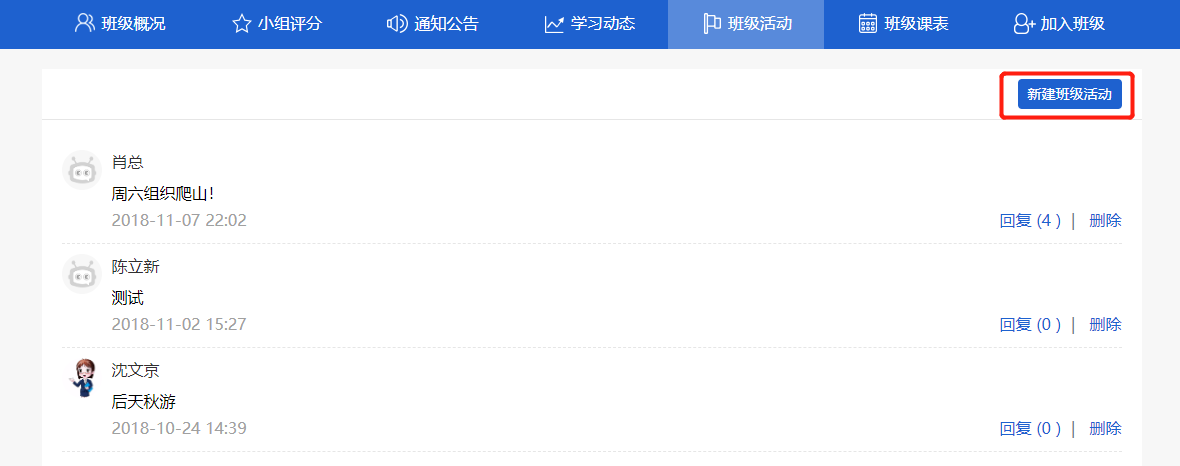 班级概况 小组评分 通知公告 学习动态 班级活动 班级课表 加入班级
新建班级活动
肖总
周六组织爬山!
2018-11-07 22:02 回复 (4 ) | 删除
陈立新
测试
2018-11-02 15:27 回复 (0 ) | 删除
沈文京
后天秋游
2018-10-24 14:39 回复 (0 ) | 删除